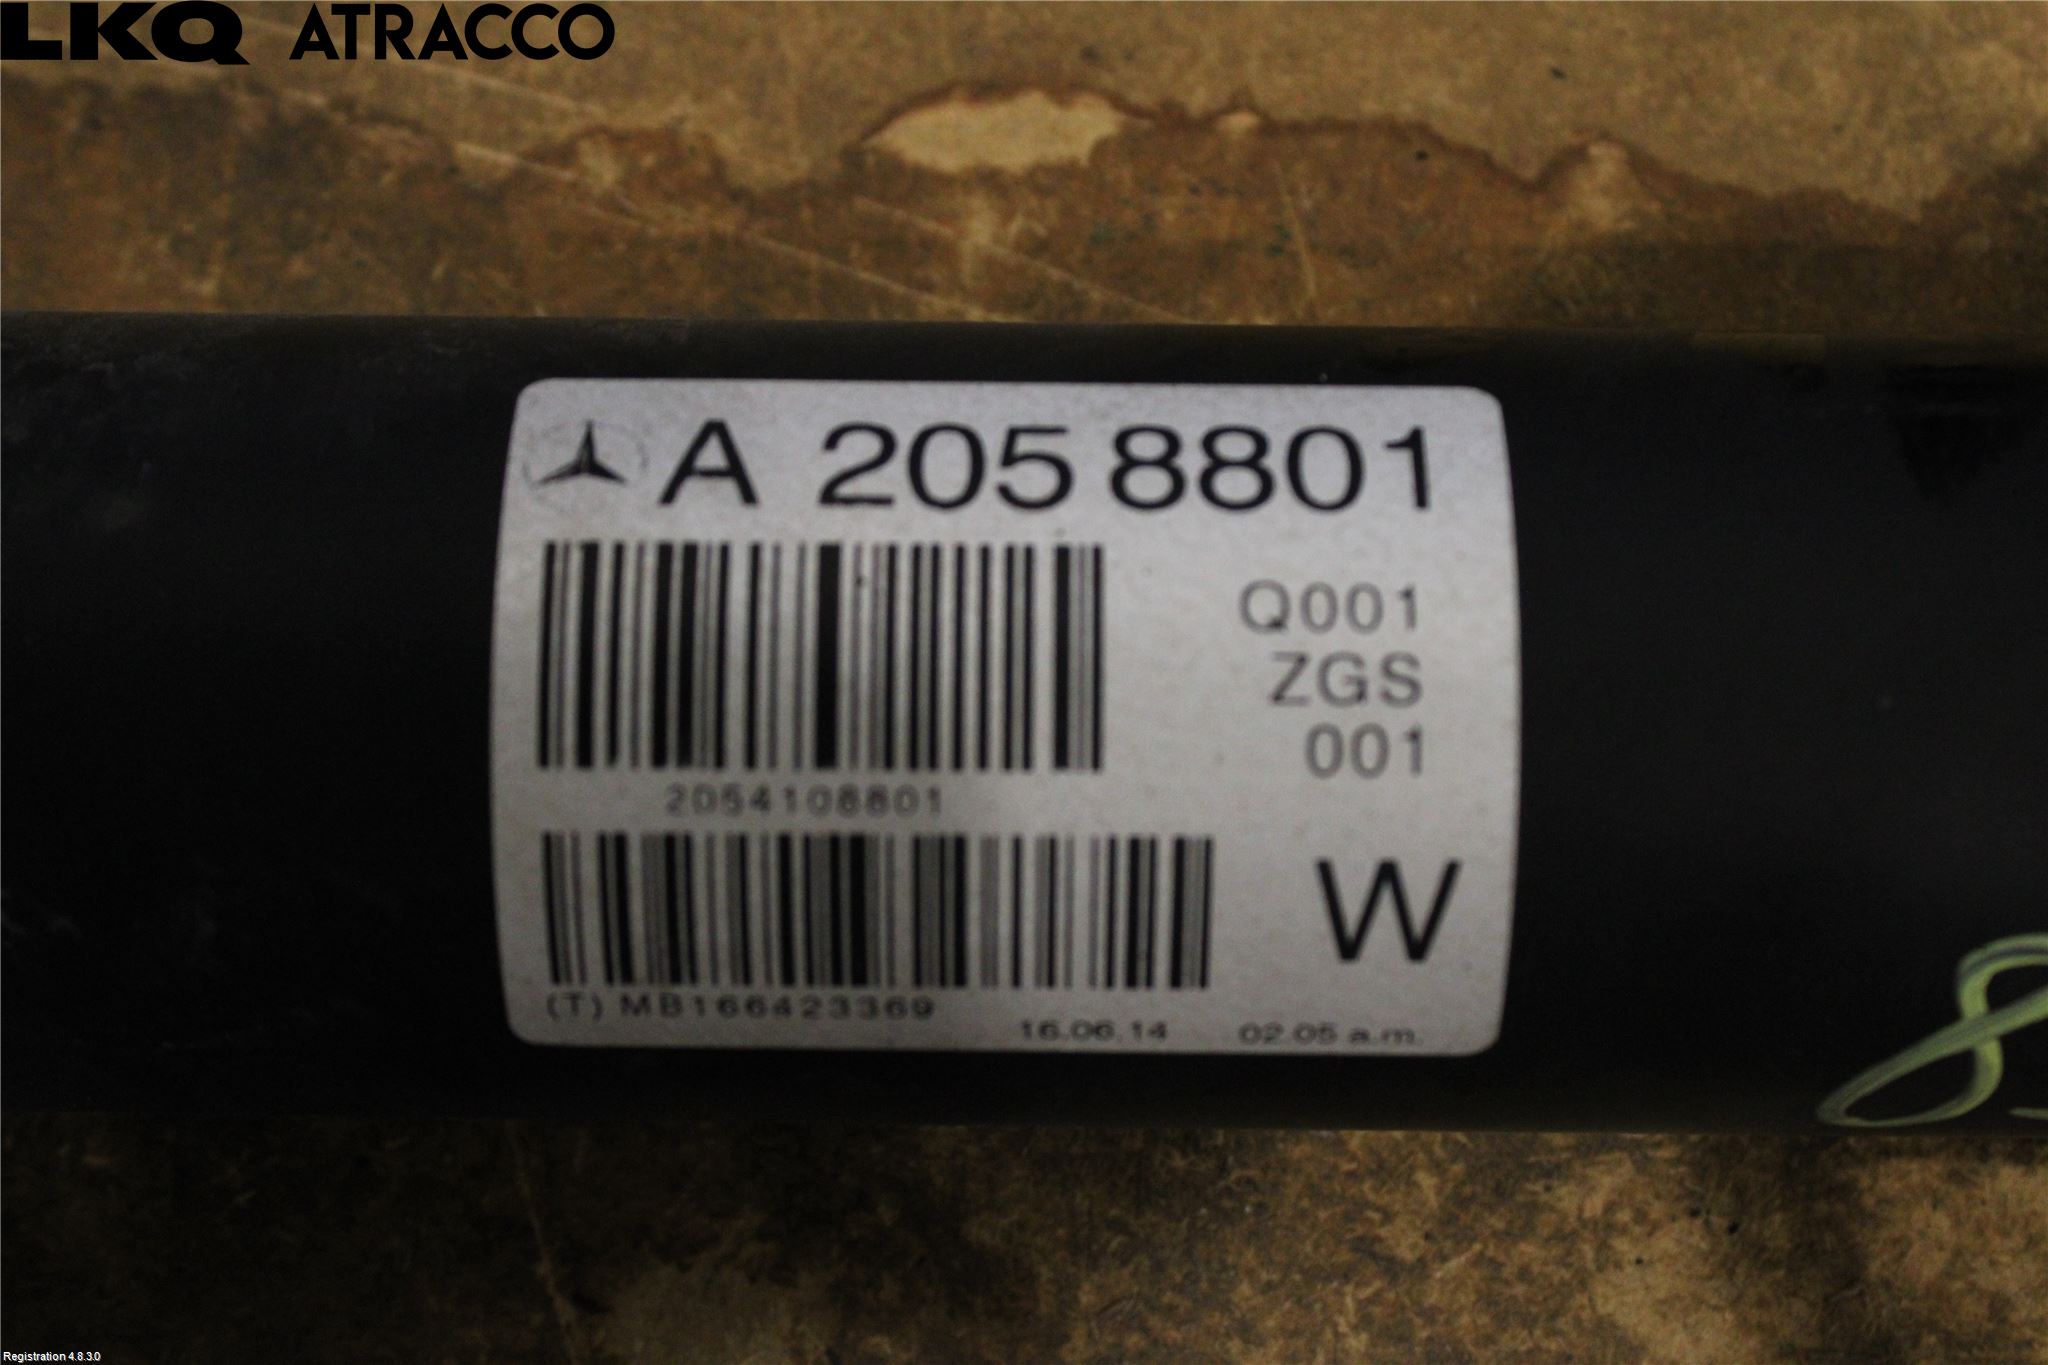 LKQ ATRACCO
A 205 8801
Q001
ZGS
001
2054108801
W
(T) MB166423369
16.06.14 02.05 a.m.
8
Registration 4.8.3.0